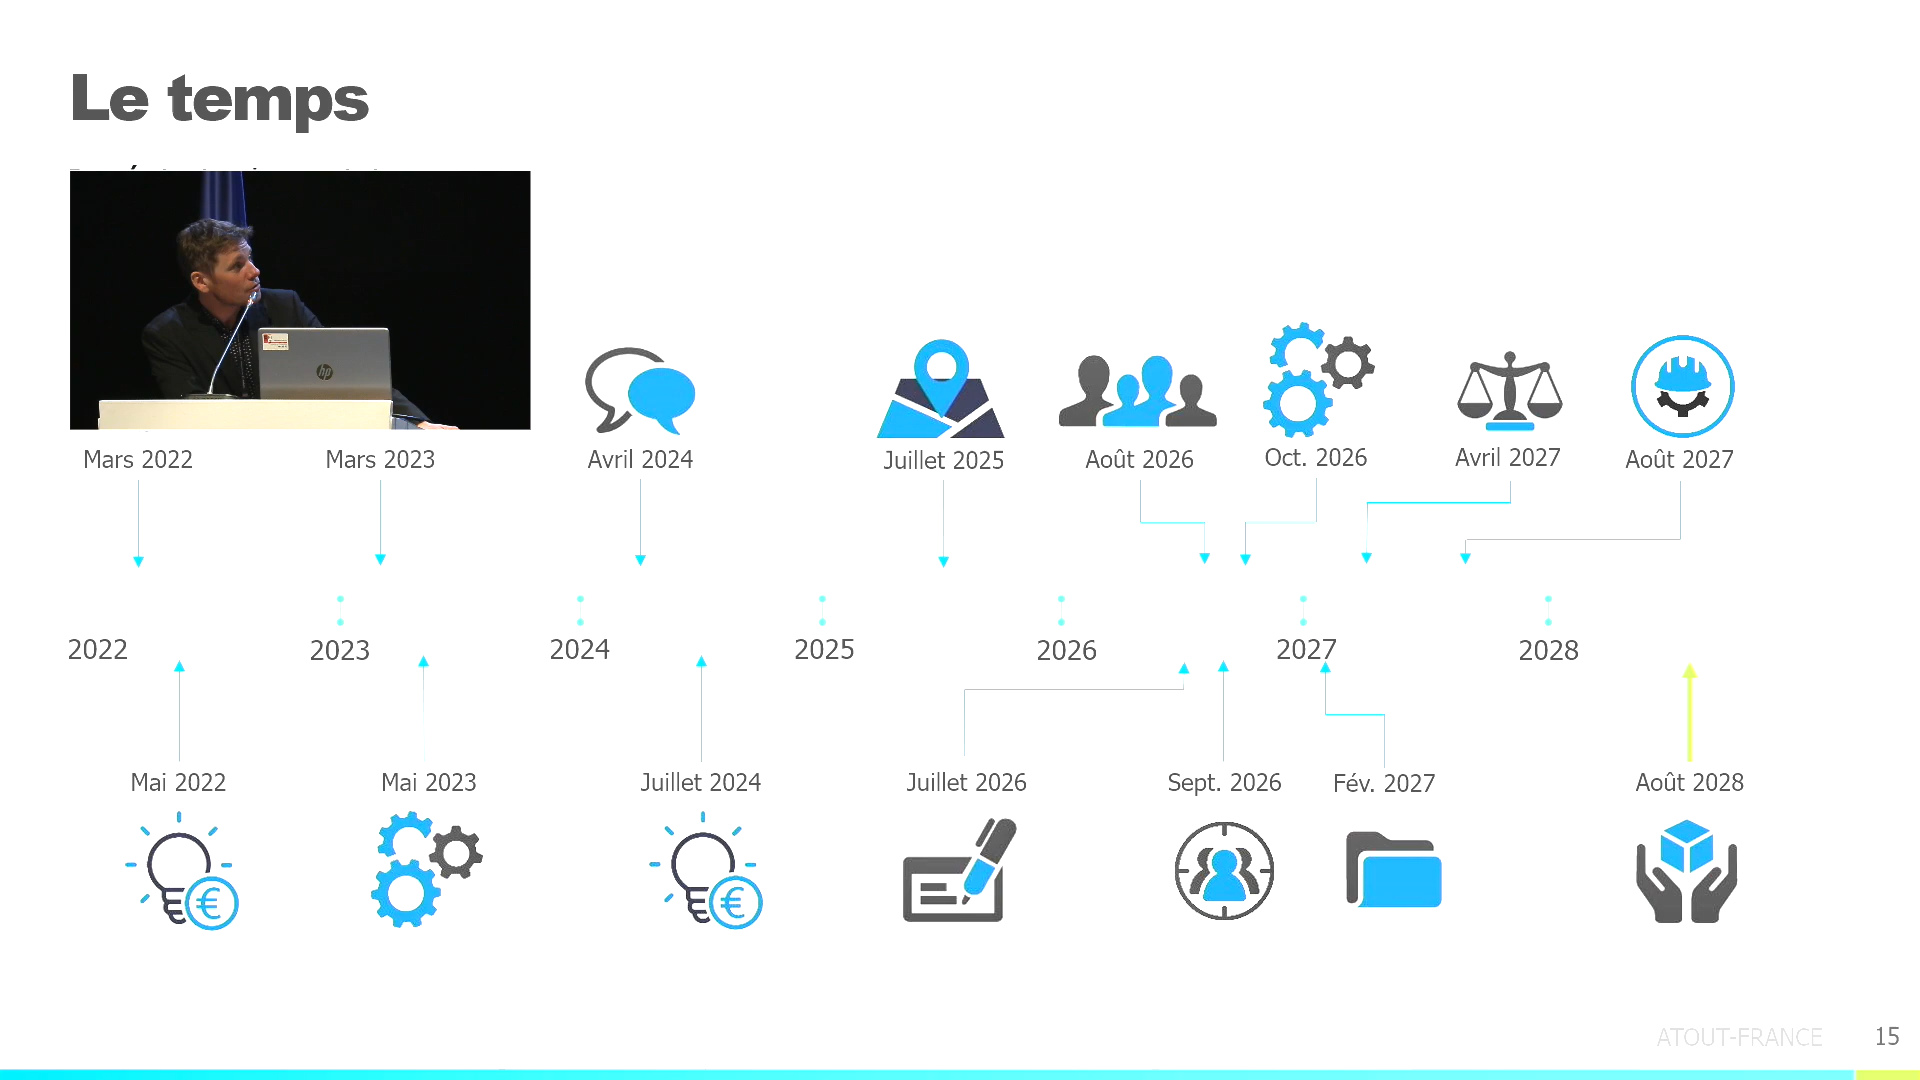 Le temps
hp
Mars 2022
Mars 2023
Avril 2024
Juillet 2025
Août 2026
Oct. 2026
Avril 2027
Août 2027
2022
2023
2024
2025
2026
2027
2028
Mai 2022
Mai 2023
Juillet 2024
Juillet 2026
Sept. 2026
Fév. 2027
Août 2028
€
€
ATOUT-FRANCE
15